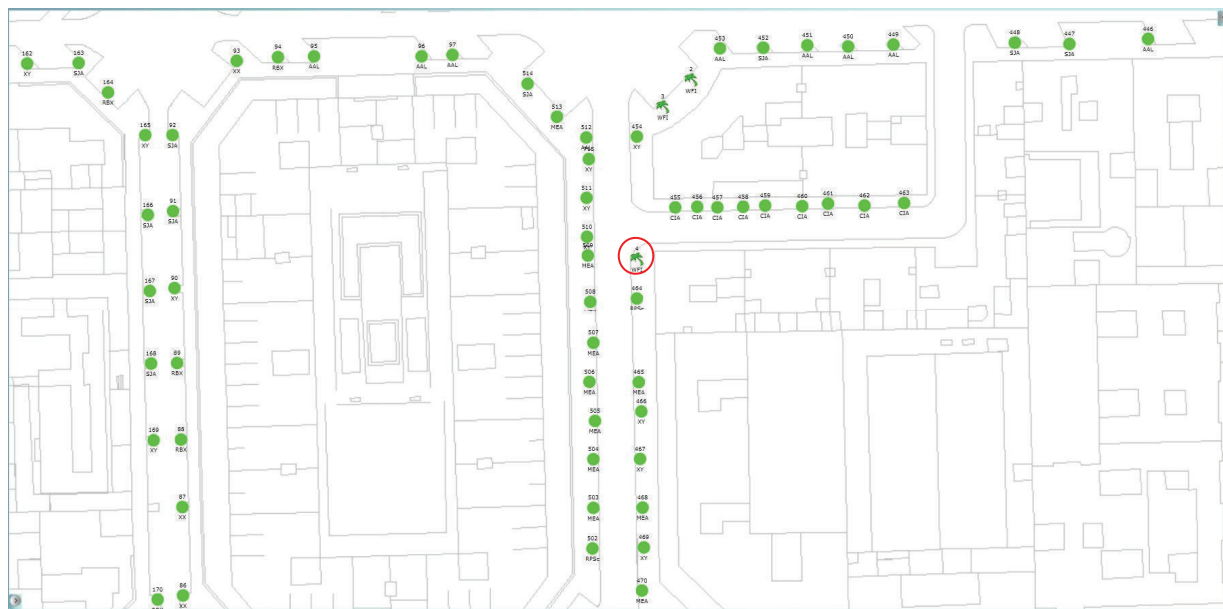 162
XY
163
SJA
164
RBX
93
XX
94
RBX
95
AAL
96
AAL
97
AAL
514
SJA
513
MEA
512
XY
511
XY
510
509
MEA
508
507
MEA
506
MEA
505
MEA
504
MEA
503
MEA
502
2
WFI
3
WFI
4
WFI
453
AAL
452
SJA
451
AAL
450
AAL
449
AAL
448
SJA
447
SJA
446
AAL
454
XY
455
CIA
456
CIA
457
CIA
458
CIA
459
CIA
460
CIA
461
CIA
462
CIA
463
CIA
464
465
MEA
466
XY
467
XY
468
MEA
469
XY
470
MEA
165
XY
92
SJA
166
SJA
91
SJA
167
SJA
90
XY
168
SJA
89
RBX
169
XY
88
RBX
87
XX
170
86
XX